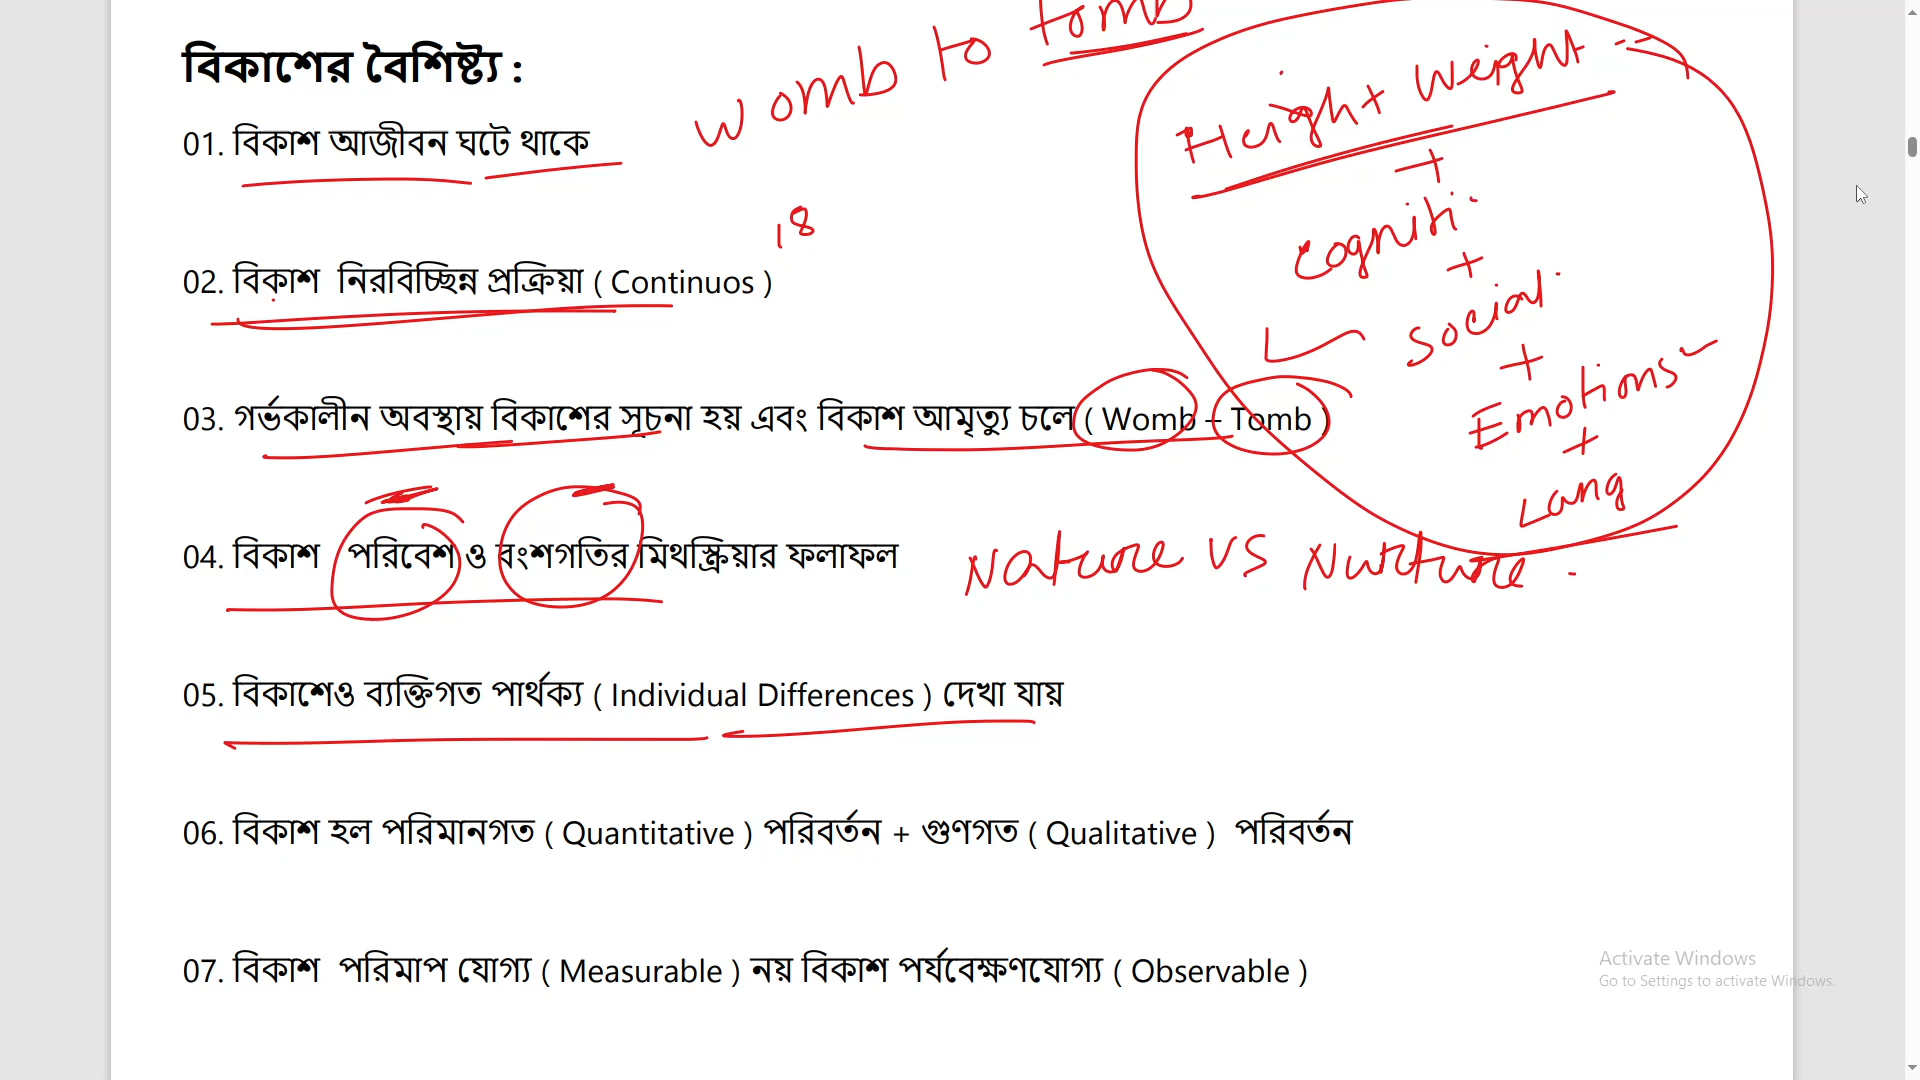 womb to tomb
বিকাশের বৈশিষ্ট্য :
Height Weight
01. বিকাশ আজীবন ঘটে থাকে
+
18
Cogniti
+
02. বিকাশ নিরবিচ্ছিন্ন প্রক্রিয়া ( Continuos )
Social
+
Emotions
03. গর্ভকালীন অবস্থায় বিকাশের সূচনা হয় এবং বিকাশ আমৃত্যু চলে ( Womb – Tomb )
+
Lang
04. বিকাশ পরিবেশ ও বংশগতির মিথস্ক্রিয়ার ফলাফল
Nature vs Nurture
05. বিকাশেও ব্যক্তিগত পার্থক্য ( Individual Differences ) দেখা যায়
06. বিকাশ হল পরিমানগত ( Quantitative ) পরিবর্তন + গুণগত ( Qualitative ) পরিবর্তন
07. বিকাশ পরিমাপ যোগ্য ( Measurable ) নয় বিকাশ পর্যবেক্ষণযোগ্য ( Observable )
Activate Windows
Go to Settings to activate Windows.